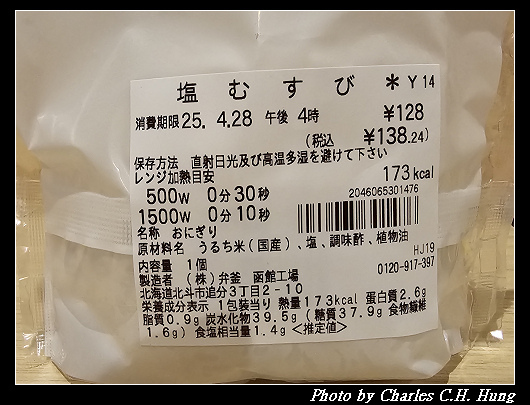 塩むすび ＊ Y14
消費期限25. 4.28 午後 4時 ¥128
(税込 ¥138.24)
保存方法 直射日光及び高温多湿を避けて下さい
レンジ加熱目安 173kcal
500W 0分30秒 2046065301476
1500W 0分10秒
名称 おにぎり
原材料名 うるち米(国産)、塩、調味酢、植物油
HJ19
内容量 1個 0120-917-397
製造者 (株)弁釜 函館工場
北海道北斗市追分3丁目2-10
栄養成分表示 1包装当り 熱量173kcal 蛋白質2.6g
脂質0.9g 炭水化物39.5g(糖質37.9g 食物繊維
1.6g) 食塩相当量1.4g <推定値>
Photo by Charles C.H. Hung